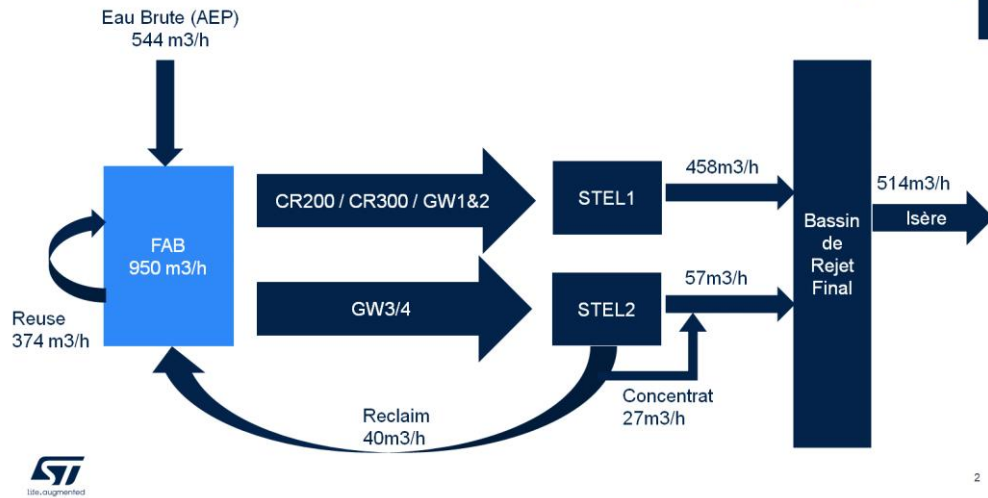 Eau Brute (AEP)
544 m3/h
FAB
950 m3/h
Reuse
374 m3/h
CR200 / CR300 / GW1&2
GW3/4
STEL1
STEL2
458m3/h
57m3/h
Concentrat
27m3/h
Reclaim
40m3/h
Bassin
de
Rejet
Final
514m3/h
Isère
ST
life.augmented
2